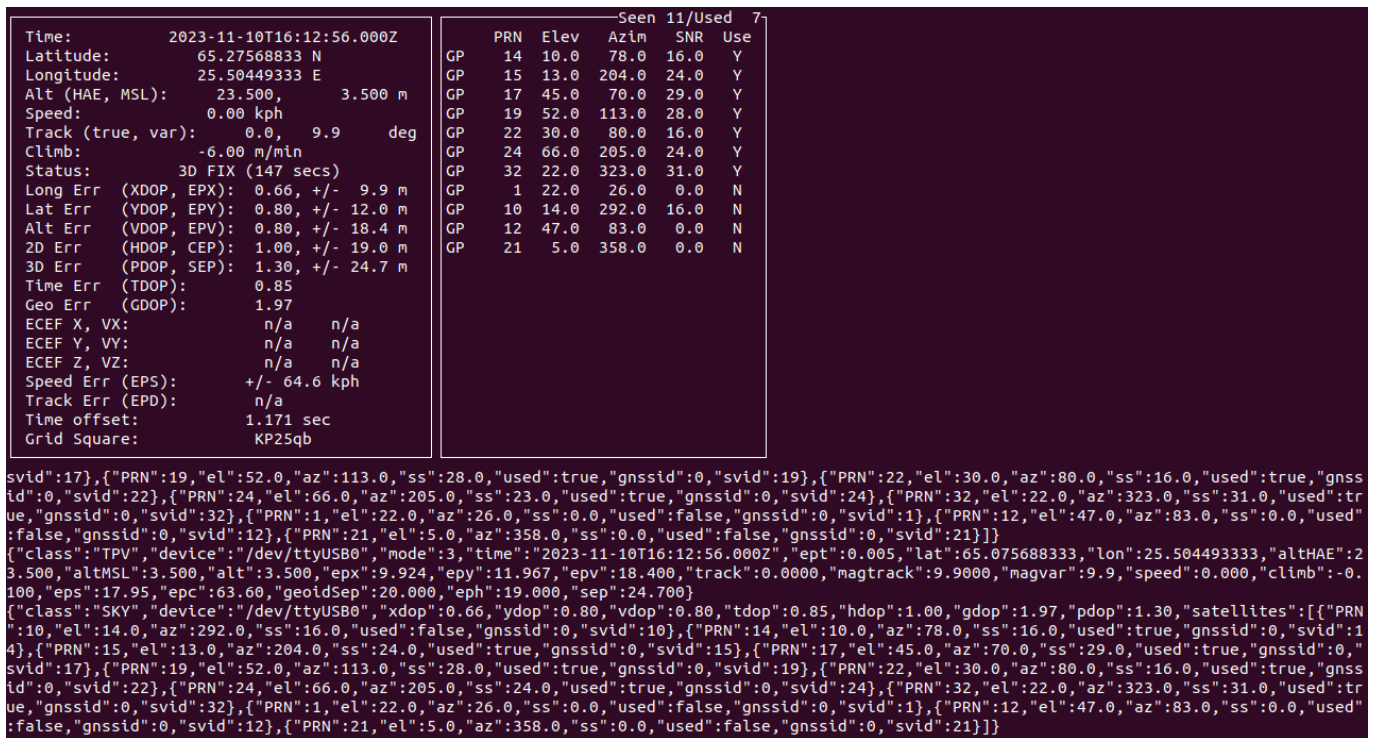 Seen 11/Used 7
Time: 2023-11-10T16:12:56.000Z PRN Elev Azim SNR Use
Latitude: 65.27568833 N GP 14 10.0 78.0 16.0 Y
Longitude: 25.50449333 E GP 15 13.0 204.0 24.0 Y
Alt (HAE, MSL): 23.500, 3.500 m GP 17 45.0 70.0 29.0 Y
Speed: 0.00 kph GP 19 52.0 113.0 28.0 Y
Track (true, var): 0.0, 9.9 deg GP 22 30.0 80.0 16.0 Y
Climb: -6.00 m/min GP 24 66.0 205.0 24.0 Y
Status: 3D FIX (147 secs) GP 32 22.0 323.0 31.0 Y
Long Err (XDOP, EPX): 0.66, +/- 9.9 m GP 1 22.0 26.0 0.0 N
Lat Err (YDOP, EPY): 0.80, +/- 12.0 m GP 10 14.0 292.0 16.0 N
Alt Err (VDOP, EPV): 0.80, +/- 18.4 m GP 12 47.0 83.0 0.0 N
2D Err (HDOP, CEP): 1.00, +/- 19.0 m GP 21 5.0 358.0 0.0 N
3D Err (PDOP, SEP): 1.30, +/- 24.7 m
Time Err (TDOP): 0.85
Geo Err (GDOP): 1.97
ECEF X, VX: n/a n/a
ECEF Y, VY: n/a n/a
ECEF Z, VZ: n/a n/a
Speed Err (EPS): +/- 64.6 kph
Track Err (EPD): n/a
Time offset: 1.171 sec
Grid Square: KP25qb
svid":17},{"PRN":19,"el":52.0,"az":113.0,"ss":28.0,"used":true,"gnssid":0,"svid":19},{"PRN":22,"el":30.0,"az":80.0,"ss":16.0,"used":true,"gnss
id":0,"svid":22},{"PRN":24,"el":66.0,"az":205.0,"ss":23.0,"used":true,"gnssid":0,"svid":24},{"PRN":32,"el":22.0,"az":323.0,"ss":31.0,"used":tr
ue,"gnssid":0,"svid":32},{"PRN":1,"el":22.0,"az":26.0,"ss":0.0,"used":false,"gnssid":0,"svid":1},{"PRN":12,"el":47.0,"az":83.0,"ss":0.0,"used"
:false,"gnssid":0,"svid":12},{"PRN":21,"el":5.0,"az":358.0,"ss":0.0,"used":false,"gnssid":0,"svid":21}]}
{"class":"TPV","device":"/dev/ttyUSB0","mode":3,"time":"2023-11-10T16:12:56.000Z","ept":0.005,"lat":65.075688333,"lon":25.504493333,"altHAE":2
3.500,"altMSL":3.500,"alt":3.500,"epx":9.924,"epy":11.967,"epv":18.400,"track":0.0000,"magtrack":9.9000,"magvar":9.9,"speed":0.000,"climb":-0.
100,"eps":17.95,"epc":63.60,"geoidSep":20.000,"eph":19.000,"sep":24.700}
{"class":"SKY","device":"/dev/ttyUSB0","xdop":0.66,"ydop":0.80,"vdop":0.80,"tdop":0.85,"hdop":1.00,"gdop":1.97,"pdop":1.30,"satellites":[{"PRN
":10,"el":14.0,"az":292.0,"ss":16.0,"used":false,"gnssid":0,"svid":10},{"PRN":14,"el":10.0,"az":78.0,"ss":16.0,"used":true,"gnssid":0,"svid":1
4},{"PRN":15,"el":13.0,"az":204.0,"ss":24.0,"used":true,"gnssid":0,"svid":15},{"PRN":17,"el":45.0,"az":70.0,"ss":29.0,"used":true,"gnssid":0,"
svid":17},{"PRN":19,"el":52.0,"az":113.0,"ss":28.0,"used":true,"gnssid":0,"svid":19},{"PRN":22,"el":30.0,"az":80.0,"ss":16.0,"used":true,"gnss
id":0,"svid":22},{"PRN":24,"el":66.0,"az":205.0,"ss":24.0,"used":true,"gnssid":0,"svid":24},{"PRN":32,"el":22.0,"az":323.0,"ss":31.0,"used":tr
ue,"gnssid":0,"svid":32},{"PRN":1,"el":22.0,"az":26.0,"ss":0.0,"used":false,"gnssid":0,"svid":1},{"PRN":12,"el":47.0,"az":83.0,"ss":0.0,"used"
:false,"gnssid":0,"svid":12},{"PRN":21,"el":5.0,"az":358.0,"ss":0.0,"used":false,"gnssid":0,"svid":21}]}